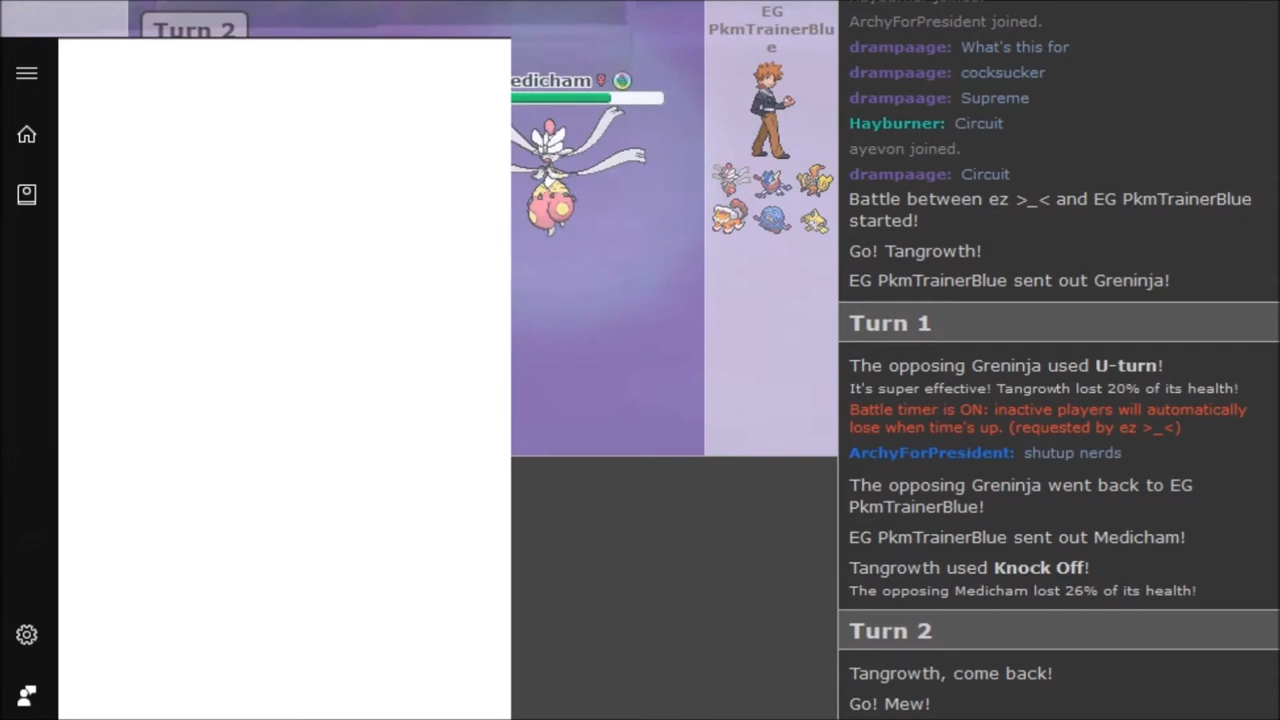 Turn 2
edicham
EG
PkmTrainerBlu
e
ArchyForPresident joined.
drampaage: What's this for
drampaage: cocksucker
drampaage: Supreme
Hayburner: Circuit
ayevon joined.
drampaage: Circuit
Battle between ez >_< and EG PkmTrainerBlue
started!
Go! Tangrowth!
EG PkmTrainerBlue sent out Greninja!
Turn 1
The opposing Greninja used U-turn!
It's super effective! Tangrowth lost 20% of its health!
Battle timer is ON: inactive players will automatically
lose when time's up. (requested by ez >_<)
ArchyForPresident: shutup nerds
The opposing Greninja went back to EG
PkmTrainerBlue!
EG PkmTrainerBlue sent out Medicham!
Tangrowth used Knock Off!
The opposing Medicham lost 26% of its health!
Turn 2
Tangrowth, come back!
Go! Mew!